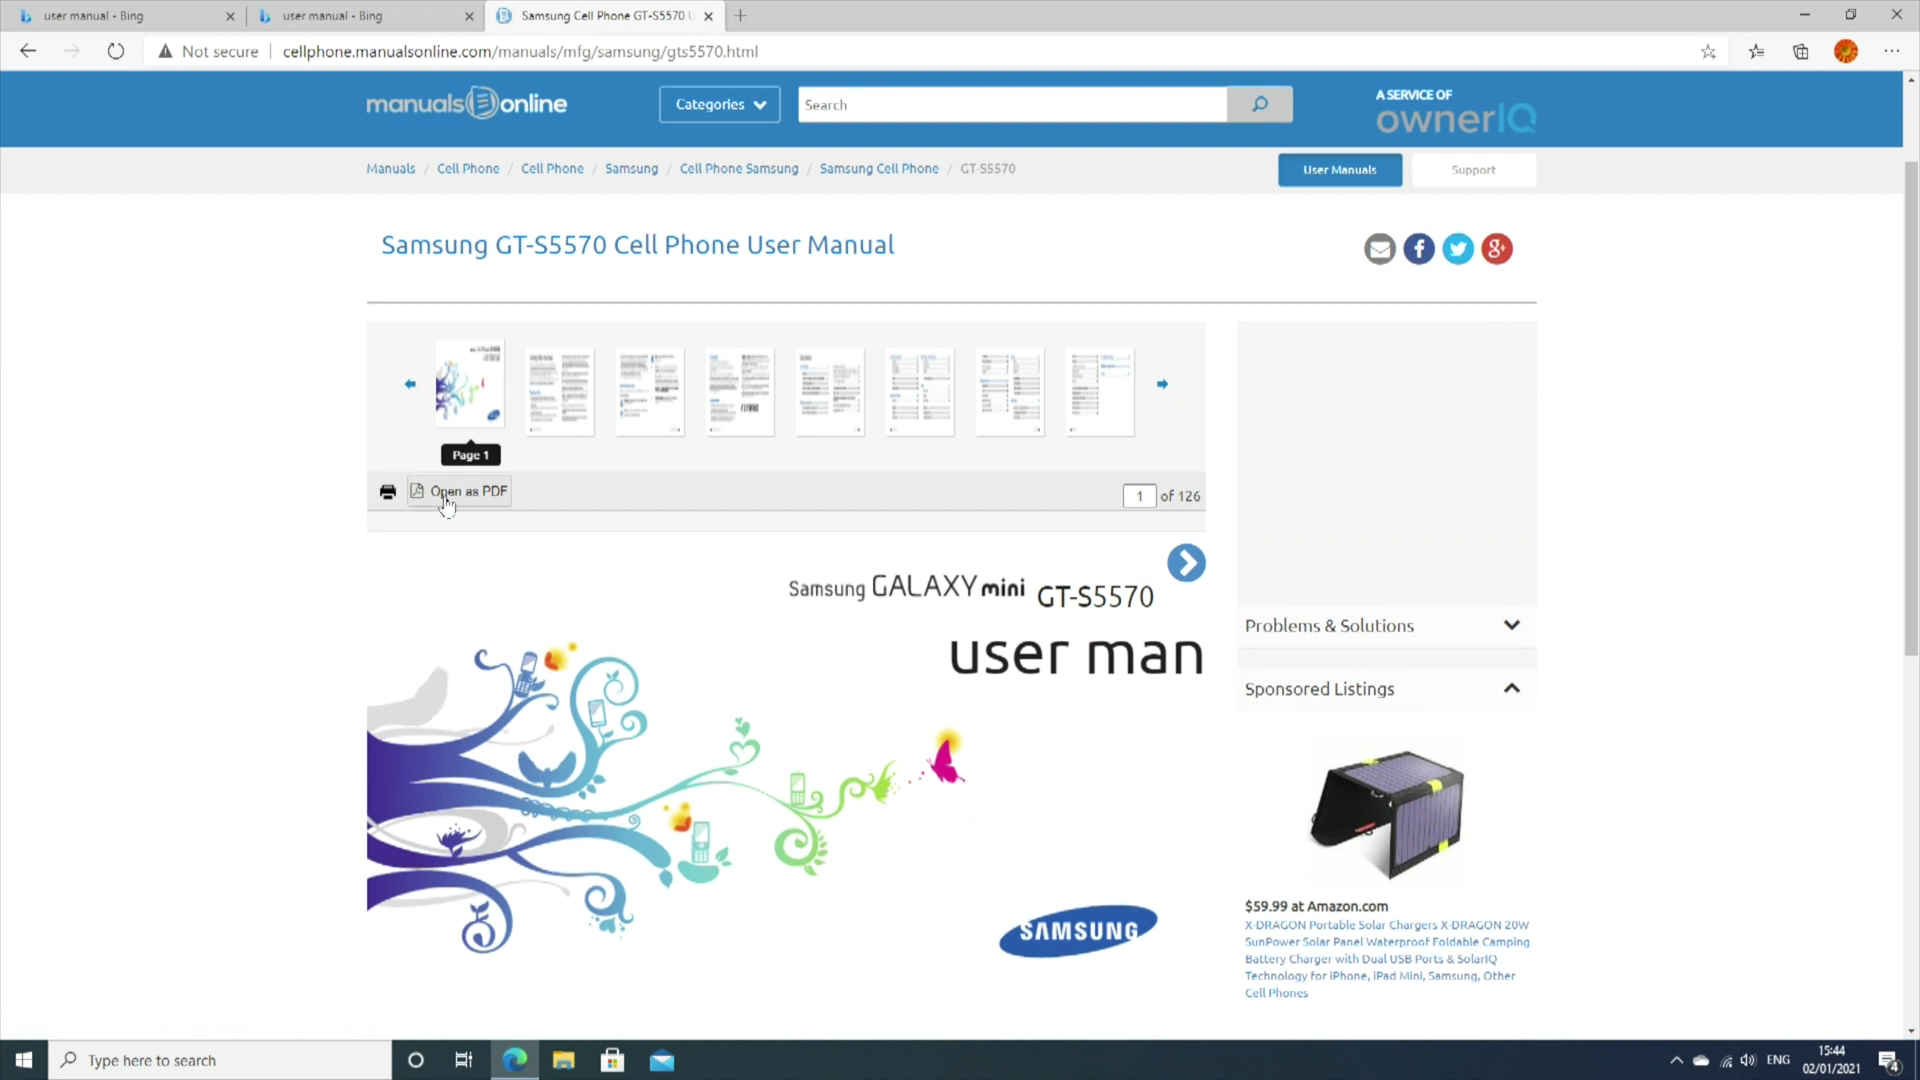 user manual - Bing
user manual - Bing
Samsung Cell Phone GT-S5570 U
Not secure
cellphone.manualsonline.com/manuals/mfg/samsung/gts5570.html
manuals online
Categories
Search
A SERVICE OF
ownerIQ
Manuals / Cell Phone / Cell Phone / Samsung / Cell Phone Samsung / Samsung Cell Phone / GT-S5570
User Manuals
Support
Samsung GT-S5570 Cell Phone User Manual
f
g+
Page 1
Open as PDF
1 of 126
Samsung GALAXY mini GT-S5570
user man
SAMSUNG
Problems & Solutions
Sponsored Listings
$59.99 at Amazon.com
X-DRAGON Portable Solar Chargers X-DRAGON 20W
SunPower Solar Panel Waterproof Foldable Camping
Battery Charger with Dual USB Ports & SolarIQ
Technology for iPhone, iPad Mini, Samsung, Other
Cell Phones
Type here to search
ENG
15:44
02/01/2021
4